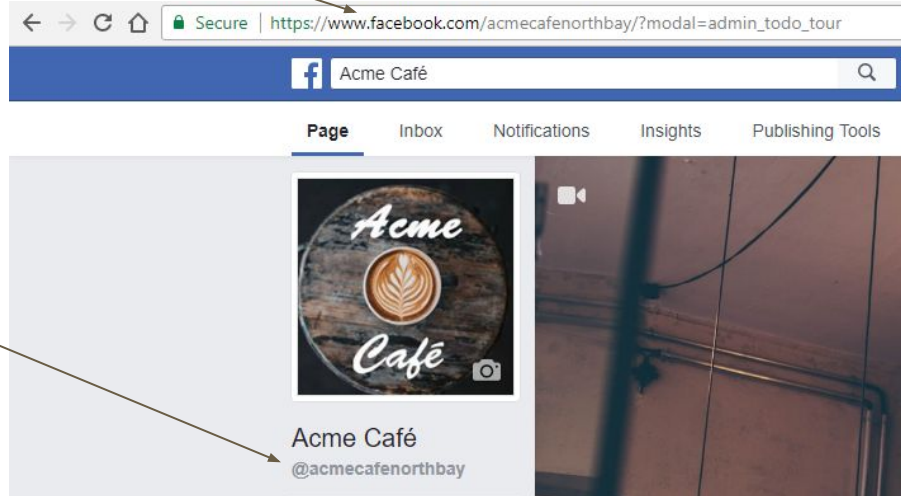 Secure | https://www.facebook.com/acmecafenorthbay/?modal=admin_todo_tour
f Acme Café
Page Inbox Notifications Insights Publishing Tools
Acme
Café
Acme Café
@acmecafenorthbay